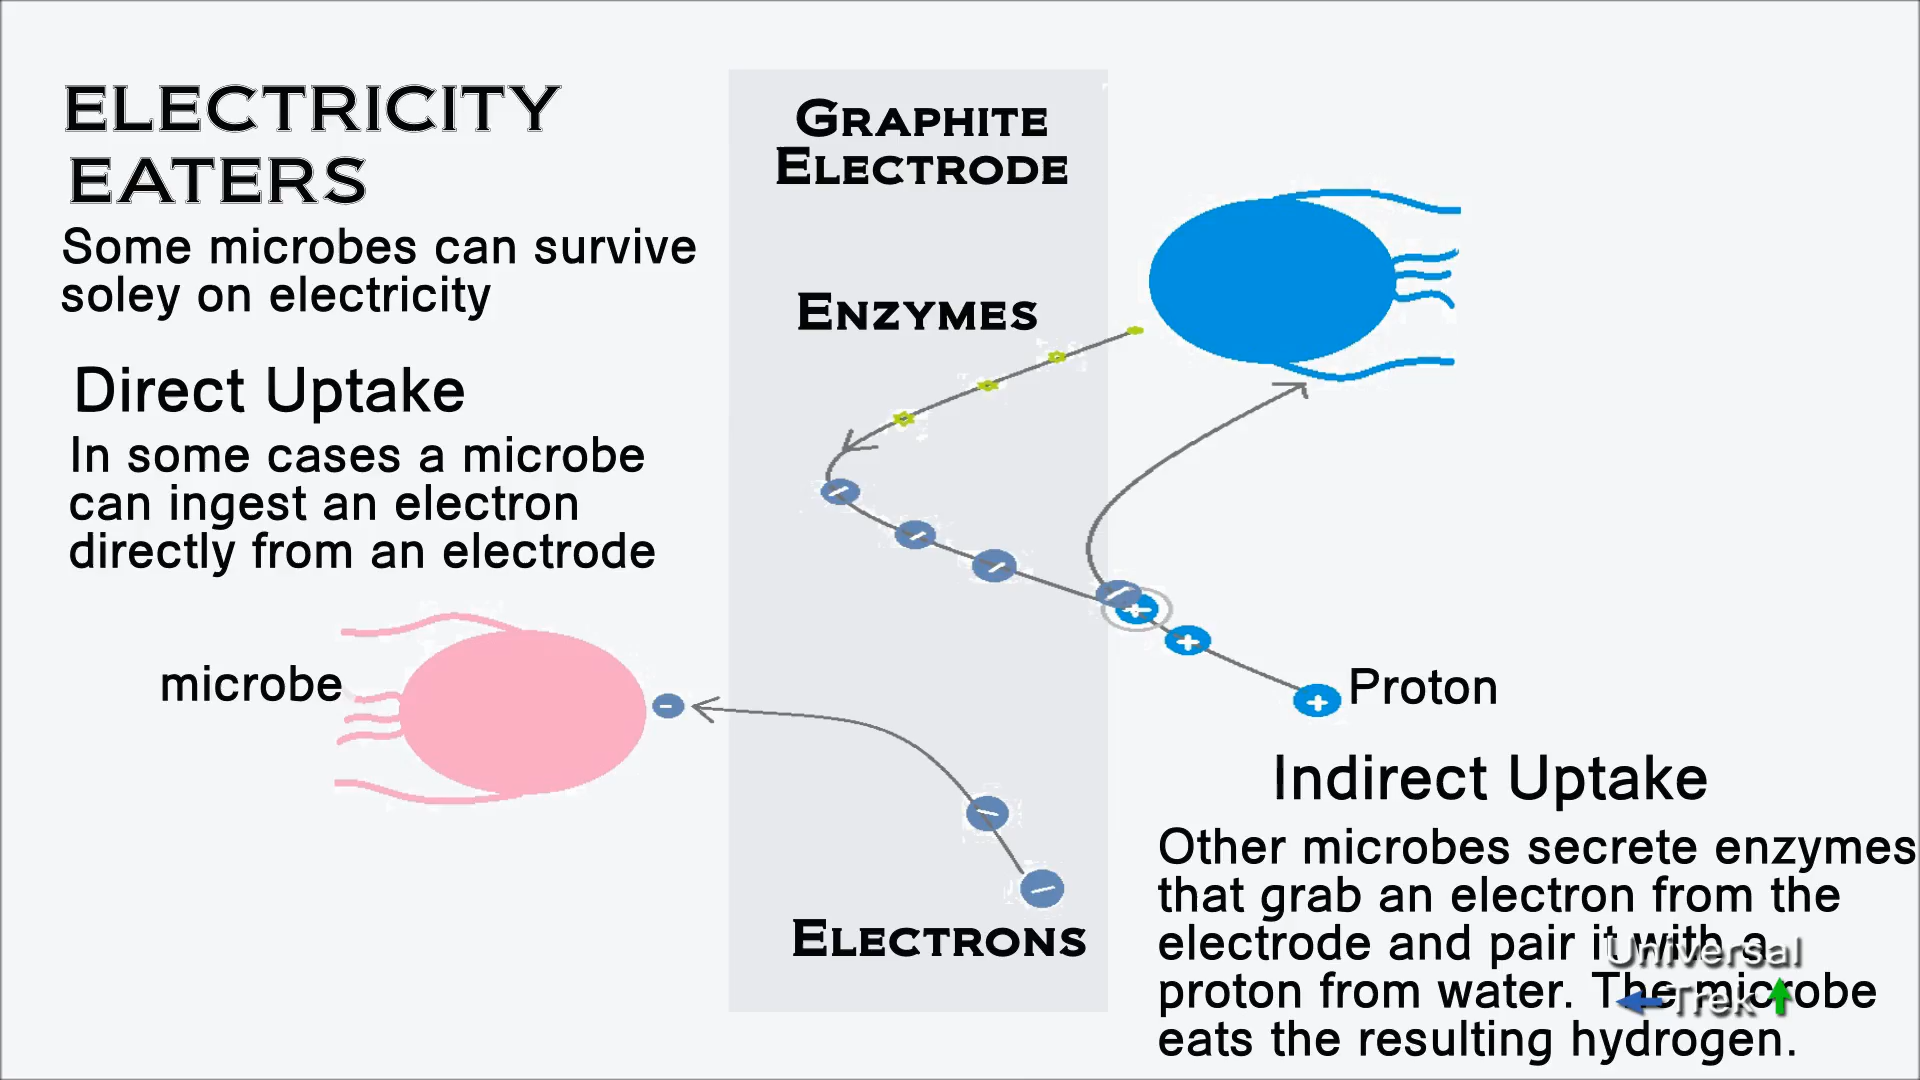 ELECTRICITY
EATERS
Some microbes can survive
soley on electricity
Direct Uptake
In some cases a microbe
can ingest an electron
directly from an electrode
microbe
GRAPHITE
ELECTRODE
ENZYMES
ELECTRONS
Proton
Indirect Uptake
Other microbes secrete enzymes
that grab an electron from the
electrode and pair it with a
proton from water. The microbe
eats the resulting hydrogen.
Universal
Trek